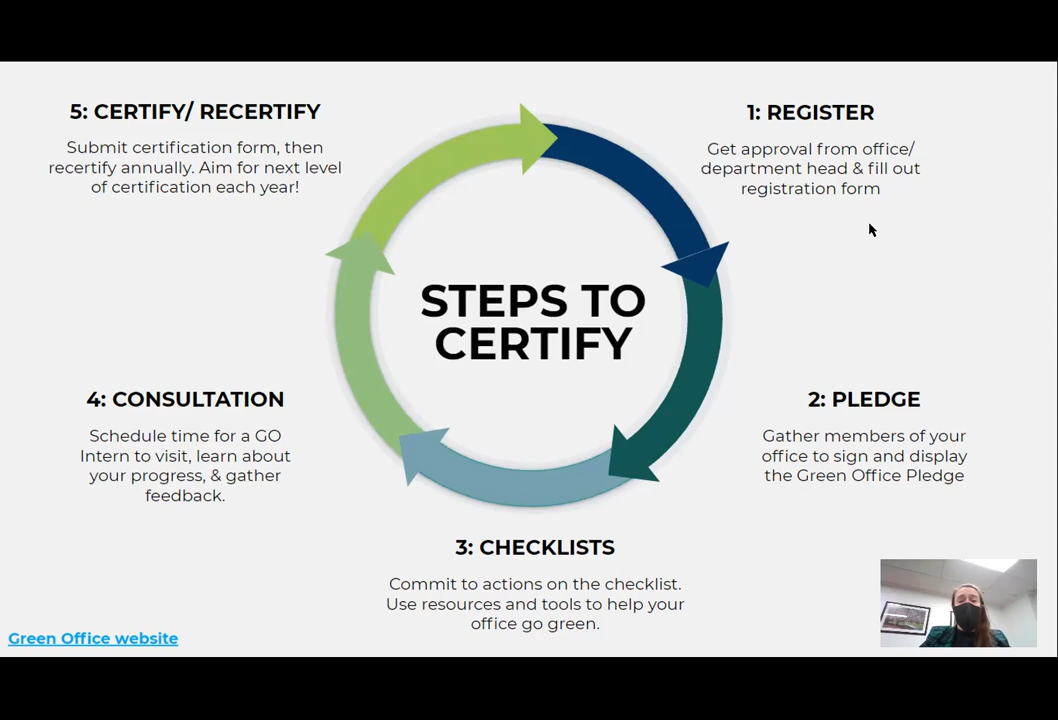 5: CERTIFY/ RECERTIFY
Submit certification form, then
recertify annually. Aim for next level
of certification each year!
1: REGISTER
Get approval from office/
department head & fill out
registration form
STEPS TO
CERTIFY
4: CONSULTATION
Schedule time for a GO
Intern to visit, learn about
your progress, & gather
feedback.
2: PLEDGE
Gather members of your
office to sign and display
the Green Office Pledge
3: CHECKLISTS
Commit to actions on the checklist.
Use resources and tools to help your
office go green.
Green Office website